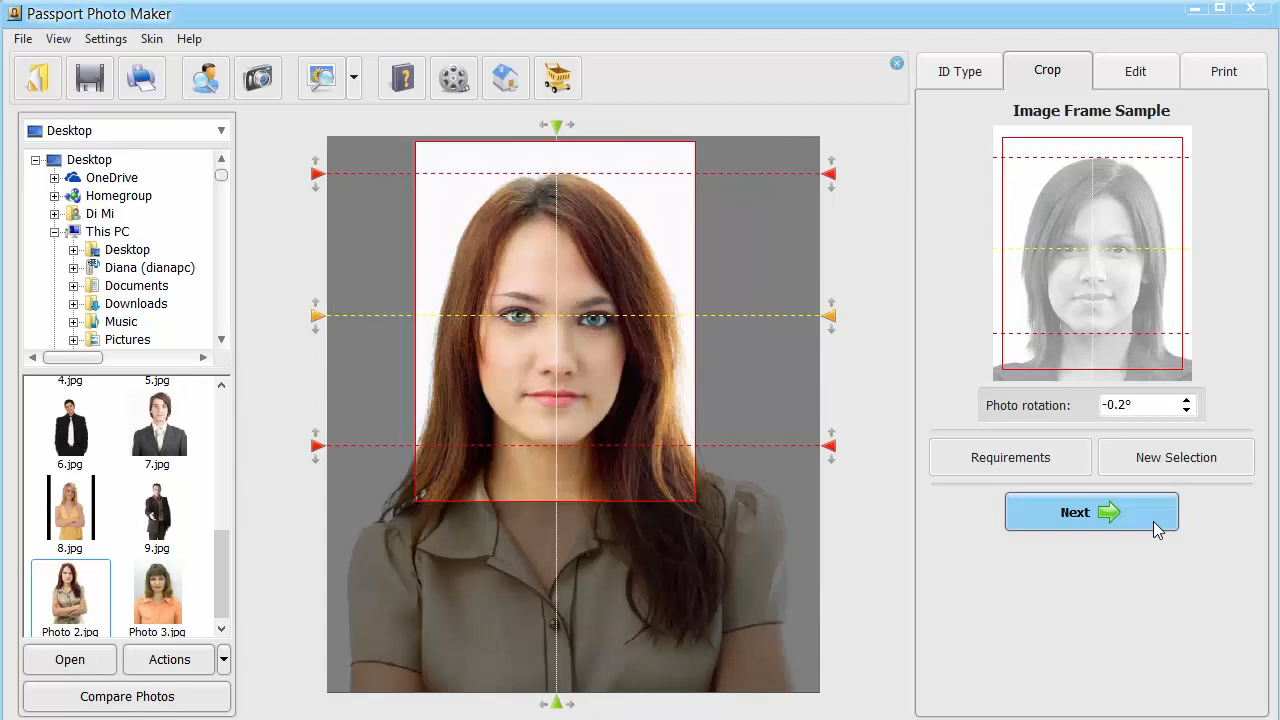 Passport Photo Maker
File View Settings Skin Help
ID Type Crop Edit Print
Desktop
Desktop
OneDrive
Homegroup
Di Mi
This PC
Desktop
Diana (dianapc)
Documents
Downloads
Music
Pictures
4.jpg 5.jpg
6.jpg 7.jpg
8.jpg 9.jpg
Photo 2.jpg Photo 3.jpg
Open Actions
Compare Photos
Image Frame Sample
Photo rotation: -0.2º
Requirements New Selection
Next